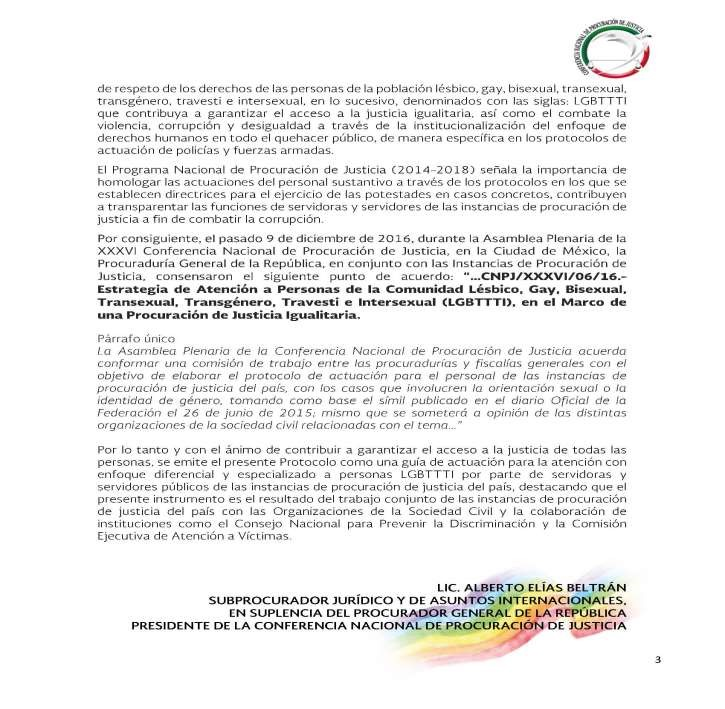 CONFERENCIA NACIONAL DE PROCURACIÓN DE JUSTICIA
de respeto de los derechos de las personas de la población lésbico, gay, bisexual, transexual,
transgénero, travesti e intersexual, en lo sucesivo, denominados con las siglas: LGBTTTI
que contribuya a garantizar el acceso a la justicia igualitaria, así como el combate la
violencia, corrupción y desigualdad a través de la institucionalización del enfoque de
derechos humanos en todo el quehacer público, de manera específica en los protocolos de
actuación de policías y fuerzas armadas.
El Programa Nacional de Procuración de Justicia (2014-2018) señala la importancia de
homologar las actuaciones del personal sustantivo a través de los protocolos en los que se
establecen directrices para el ejercicio de las potestades en casos concretos, contribuyen
a transparentar las funciones de servidoras y servidores de las instancias de procuración de
justicia a fin de combatir la corrupción.
Por consiguiente, el pasado 9 de diciembre de 2016, durante la Asamblea Plenaria de la
XXXVI Conferencia Nacional de Procuración de Justicia, en la Ciudad de México, la
Procuraduría General de la República, en conjunto con las Instancias de Procuración de
Justicia, consensaron el siguiente punto de acuerdo: “...CNPJ/XXXVI/06/16.-
Estrategia de Atención a Personas de la Comunidad Lésbico, Gay, Bisexual,
Transexual, Transgénero, Travesti e Intersexual (LGBTTTI), en el Marco de
una Procuración de Justicia Igualitaria.
Párrafo único
La Asamblea Plenaria de la Conferencia Nacional de Procuración de Justicia acuerda
conformar una comisión de trabajo entre las procuradurías y fiscalías generales con el
objetivo de elaborar el protocolo de actuación para el personal de las instancias de
procuración de justicia del país, con los casos que involucren la orientación sexual o la
identidad de género, tomando como base el símil publicado en el diario Oficial de la
Federación el 26 de junio de 2015; mismo que se someterá a opinión de las distintas
organizaciones de la sociedad civil relacionadas con el tema...”
Por lo tanto y con el ánimo de contribuir a garantizar el acceso a la justicia de todas las
personas, se emite el presente Protocolo como una guía de actuación para la atención con
enfoque diferencial y especializado a personas LGBTTTI por parte de servidoras y
servidores públicos de las instancias de procuración de justicia del país, destacando que el
presente instrumento es el resultado del trabajo conjunto de las instancias de procuración
de justicia del país con las Organizaciones de la Sociedad Civil y la colaboración de
instituciones como el Consejo Nacional para Prevenir la Discriminación y la Comisión
Ejecutiva de Atención a Víctimas.
LIC. ALBERTO ELÍAS BELTRÁN
SUBPROCURADOR JURÍDICO Y DE ASUNTOS INTERNACIONALES,
EN SUPLENCIA DEL PROCURADOR GENERAL DE LA REPÚBLICA
PRESIDENTE DE LA CONFERENCIA NACIONAL DE PROCURACIÓN DE JUSTICIA
3